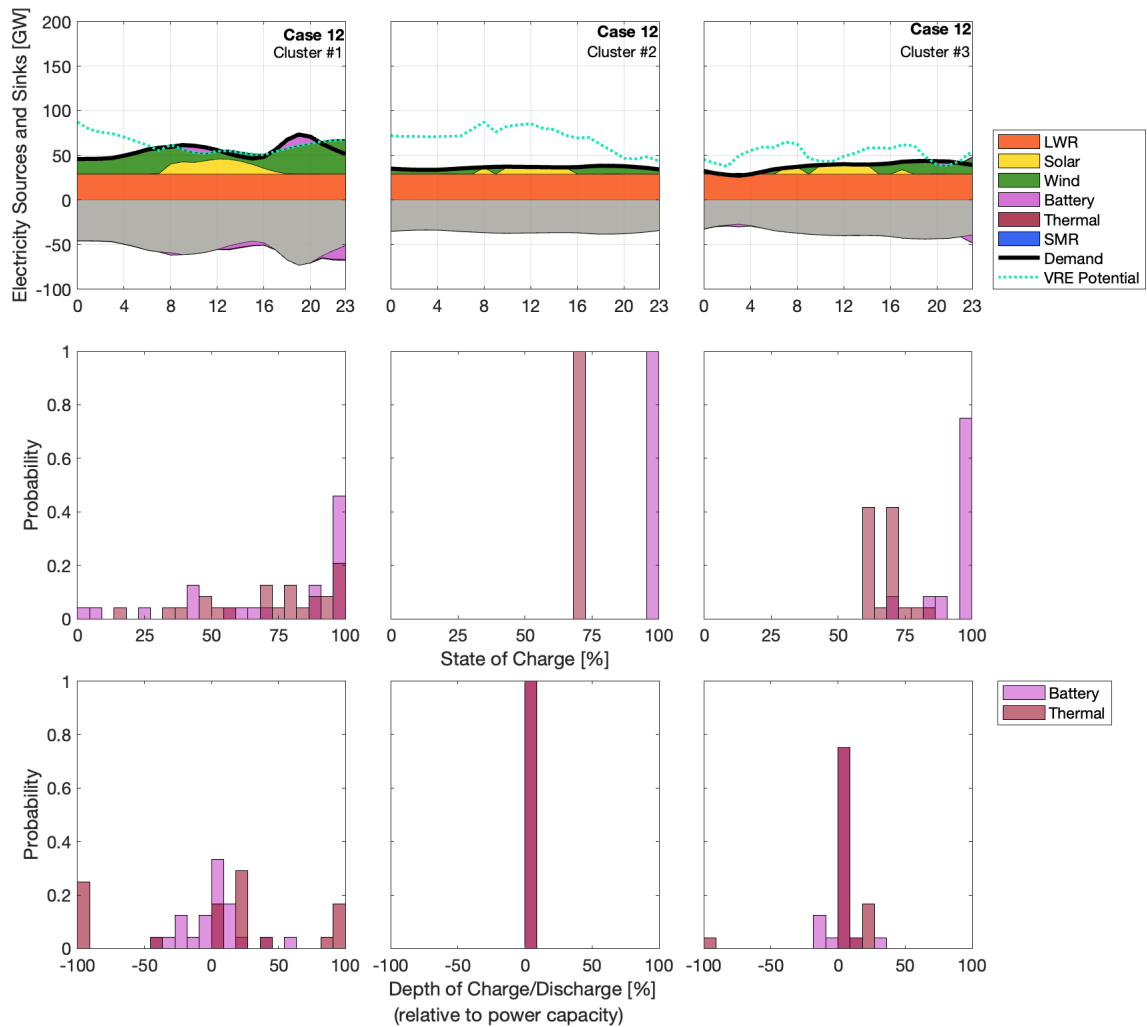 Electricity Sources and Sinks [GW]
200
150
100
50
0
-50
-100
Case 12
Cluster #1
0 4 8 12 16 20 23
Case 12
Cluster #2
0 4 8 12 16 20 23
Case 12
Cluster #3
0 4 8 12 16 20 23
LWR
Solar
Wind
Battery
Thermal
SMR
Demand
VRE Potential
Probability
1
0.8
0.6
0.4
0.2
0
0 25 50 75 100
0 25 50 75 100
0 25 50 75 100
State of Charge [%]
Probability
1
0.8
0.6
0.4
0.2
0
-100 -50 0 50 100
-100 -50 0 50 100
-100 -50 0 50 100
Depth of Charge/Discharge [%]
(relative to power capacity)
Battery
Thermal